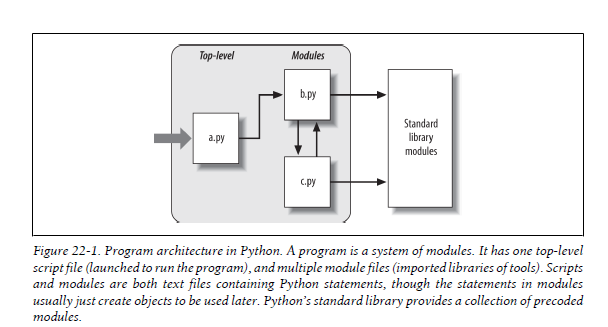 Top-level
Modules
b.py
a.py
Standard
library
modules
c.py
Figure 22-1. Program architecture in Python. A program is a system of modules. It has one top-level
script file (launched to run the program), and multiple module files (imported libraries of tools). Scripts
and modules are both text files containing Python statements, though the statements in modules
usually just create objects to be used later. Python’s standard library provides a collection of precoded
modules.